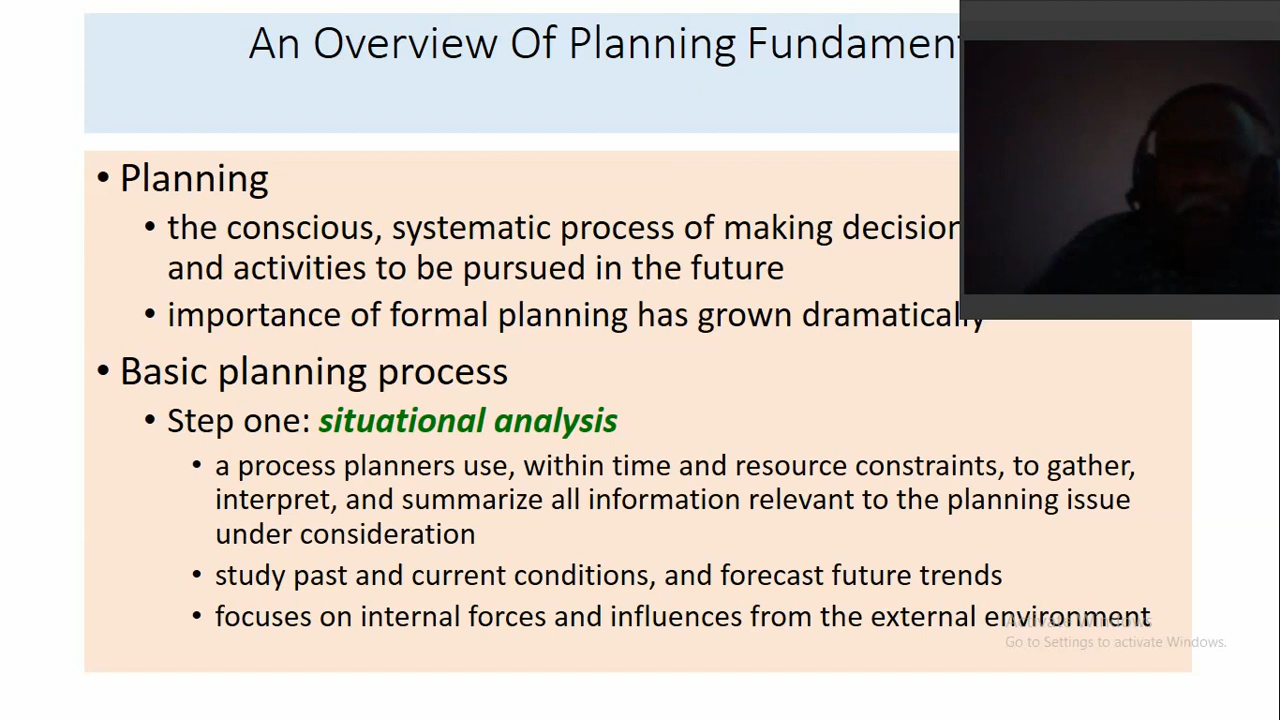 An Overview Of Planning Fundament
• Planning
• the conscious, systematic process of making decision
and activities to be pursued in the future
• importance of formal planning has grown dramatically
• Basic planning process
• Step one: situational analysis
• a process planners use, within time and resource constraints, to gather,
interpret, and summarize all information relevant to the planning issue
under consideration
• study past and current conditions, and forecast future trends
• focuses on internal forces and influences from the external environment
Activate Windows
Go to Settings to activate Windows.